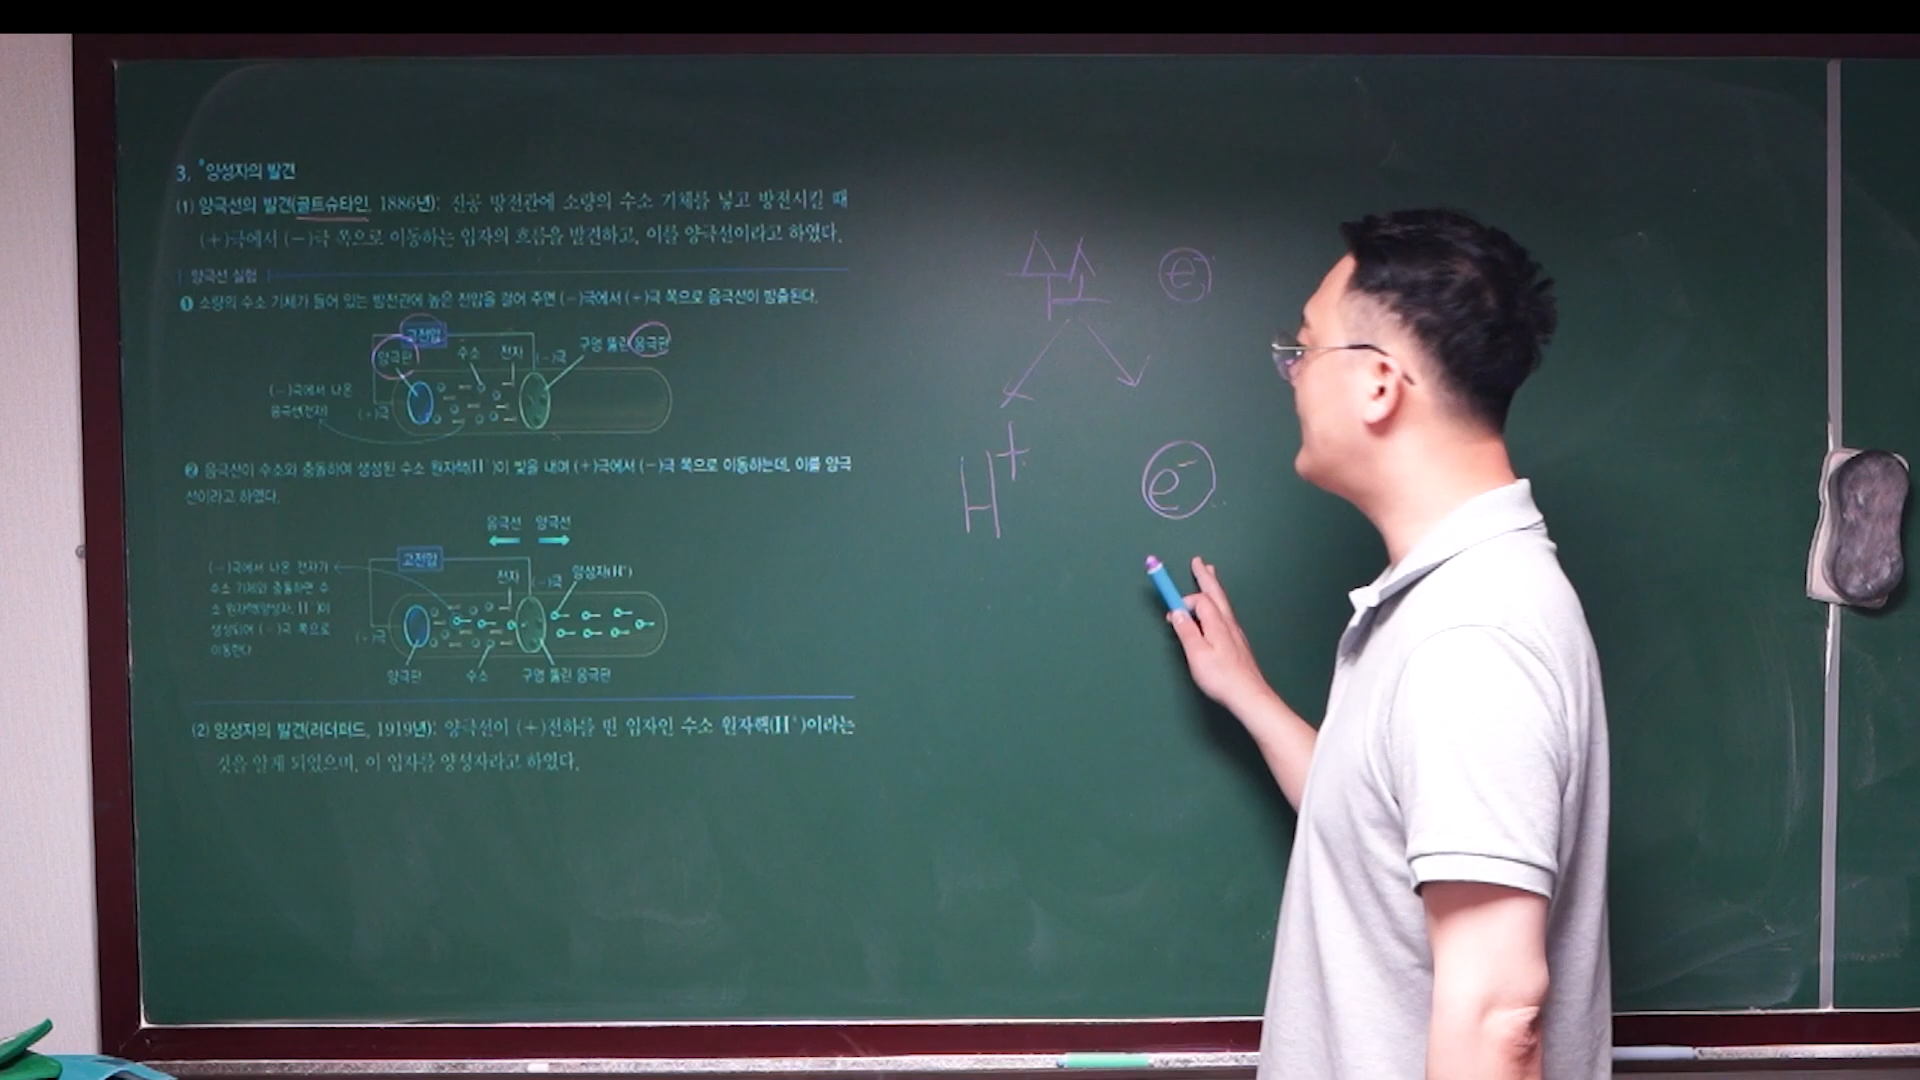 3. 양성자의 발견
(1) 양극선의 발견(골트슈타인, 1886년): 진공 방전관에 소량의 수소 기체를 넣고 방전시킬 때
(+)극에서 (−)극 쪽으로 이동하는 입자의 흐름을 발견하고, 이를 양극선이라고 하였다.
양극선 실험
❶ 소량의 수소 기체가 들어 있는 방전관에 높은 전압을 걸어 주면 (−)극에서 (+)극 쪽으로 음극선이 방출된다.
고전압
양극판 수소 전자 (−)극 구멍 뚫린 음극판
(−)극에서 나온
음극선(전자) (+)극
❷ 음극선이 수소와 충돌하여 생성된 수소 원자핵(H⁺)이 빛을 내며 (+)극에서 (−)극 쪽으로 이동하는데, 이를 양극
선이라고 하였다.
음극선 양극선
고전압
전자 (−)극 양성자(H⁺)
(−)극에서 나온 전자가
수소 기체와 충돌하면 수
소 원자핵(양성자, H⁺)이
생성되어 (−)극 쪽으로
이동한다.
(+)극
양극판 수소 구멍 뚫린 음극판
(2) 양성자의 발견(러더퍼드, 1919년): 양극선이 (+)전하를 띤 입자인 수소 원자핵(H⁺)이라는
것을 알게 되었으며, 이 입자를 양성자라고 하였다.
수소 e⁻
H⁺ e⁻